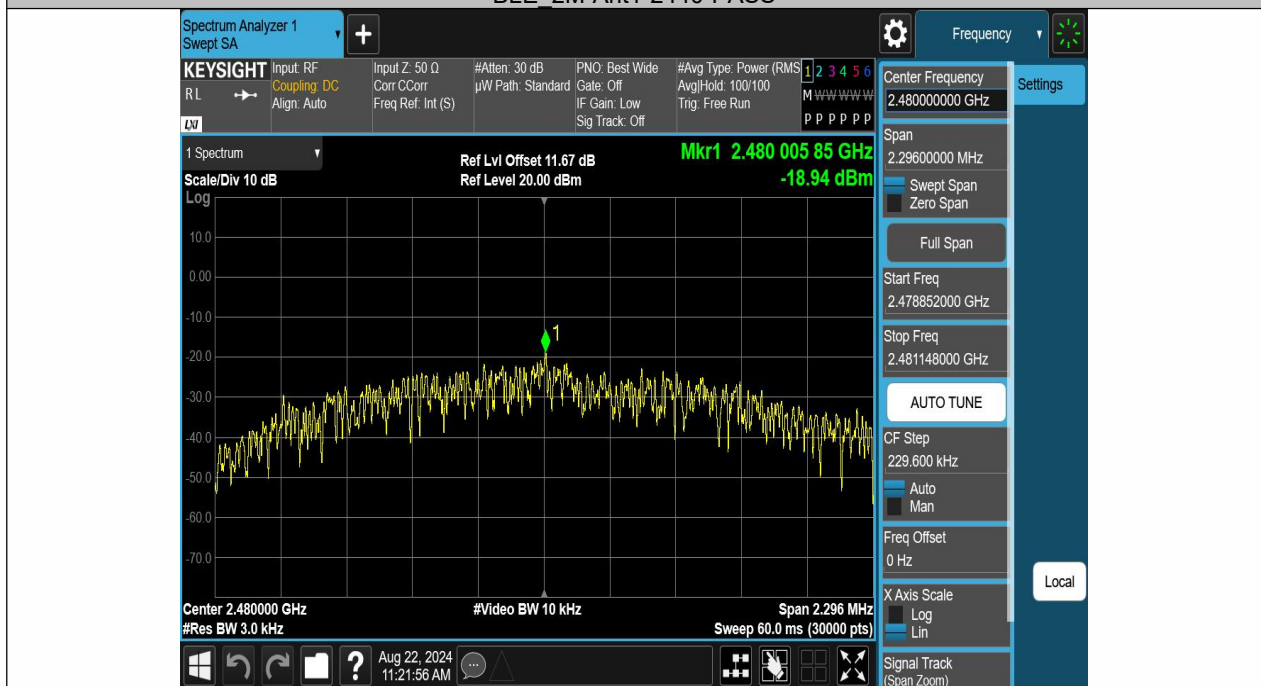 Spectrum Analyzer 1
Swept SA
+
Frequency
KEYSIGHT
RL
LXI
Input: RF
Coupling: DC
Align: Auto
Input Z: 50 Ω
Corr CCorr
Freq Ref: Int (S)
#Atten: 30 dB
µW Path: Standard
PNO: Best Wide
Gate: Off
IF Gain: Low
Sig Track: Off
#Avg Type: Power (RMS
Avg|Hold: 100/100
Trig: Free Run
1 2 3 4 5 6
M W W W W W
P P P P P P
1 Spectrum
Scale/Div 10 dB
Ref Lvl Offset 11.67 dB
Ref Level 20.00 dBm
Mkr1 2.480 005 85 GHz
-18.94 dBm
Log
10.0
0.00
-10.0
-20.0
-30.0
-40.0
-50.0
-60.0
-70.0
1
Center 2.480000 GHz
#Video BW 10 kHz
Span 2.296 MHz
#Res BW 3.0 kHz
Sweep 60.0 ms (30000 pts)
Aug 22, 2024
11:21:56 AM
?
Center Frequency
2.480000000 GHz
Settings
Span
2.29600000 MHz
Swept Span
Zero Span
Full Span
Start Freq
2.478852000 GHz
Stop Freq
2.481148000 GHz
AUTO TUNE
CF Step
229.600 kHz
Auto
Man
Freq Offset
0 Hz
Local
X Axis Scale
Log
Lin
Signal Track
(Span Zoom)